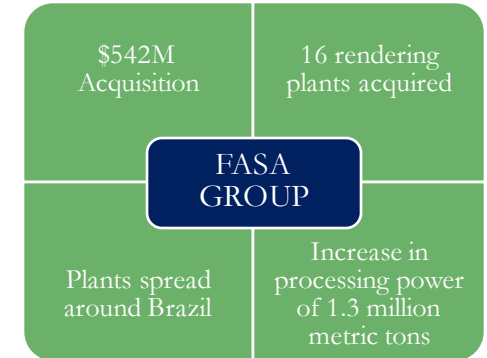 $542M
Acquisition
16 rendering
plants acquired
FASA
GROUP
Plants spread
around Brazil
Increase in
processing power
of 1.3 million
metric tons